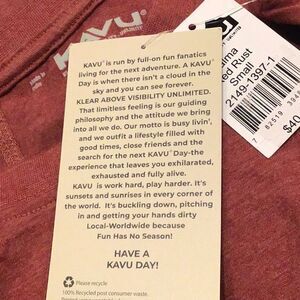 KAVU
KAVU is run by full-on fun fanatics
living for the next adventure. A KAVU
Day is when there isn't a cloud in the
sky and you can see forever.
KLEAR ABOVE VISIBILITY UNLIMITED.
That limitless feeling is our guiding
philosophy and the attitude we bring
into all we do. Our motto is busy livin',
and we outfit a lifestyle filled with
good times, close friends and the
search for the next KAVU Day-the
experience that leaves you exhilarated,
exhausted and fully alive.
KAVU is work hard, play harder. It's
sunsets and sunrises in every corner of
the world. It's buckling down, pitching
in and getting your hands dirty
Local-Worldwide because
Fun Has No Season!
HAVE A
KAVU DAY!
Please recycle
100% Recycled post consumer waste.
Rust
2149-1397-1
Small
$40